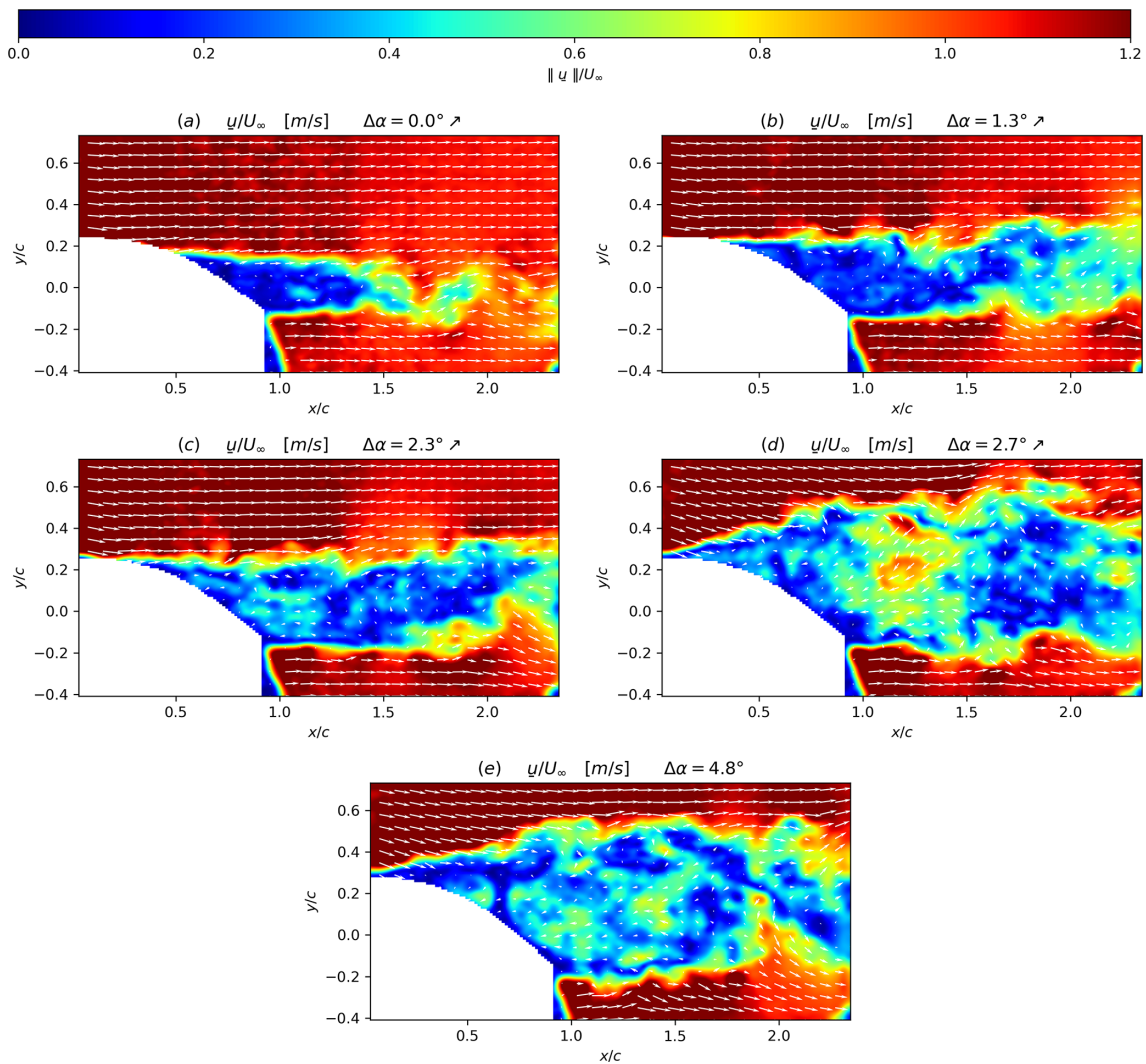 0.0 0.2 0.4 0.6 0.8 1.0 1.2
‖ u̲ ‖/U∞
(a) u̲/U∞ [m/s] Δα = 0.0° ↗
(b) u̲/U∞ [m/s] Δα = 1.3° ↗
0.6
0.4
0.2
0.0
−0.2
−0.4
y/c
0.5 1.0 1.5 2.0
x/c
0.6
0.4
0.2
0.0
−0.2
−0.4
y/c
0.5 1.0 1.5 2.0
x/c
(c) u̲/U∞ [m/s] Δα = 2.3° ↗
(d) u̲/U∞ [m/s] Δα = 2.7° ↗
0.6
0.4
0.2
0.0
−0.2
−0.4
y/c
0.5 1.0 1.5 2.0
x/c
0.6
0.4
0.2
0.0
−0.2
−0.4
y/c
0.5 1.0 1.5 2.0
x/c
(e) u̲/U∞ [m/s] Δα = 4.8°
0.6
0.4
0.2
0.0
−0.2
−0.4
y/c
0.5 1.0 1.5 2.0
x/c